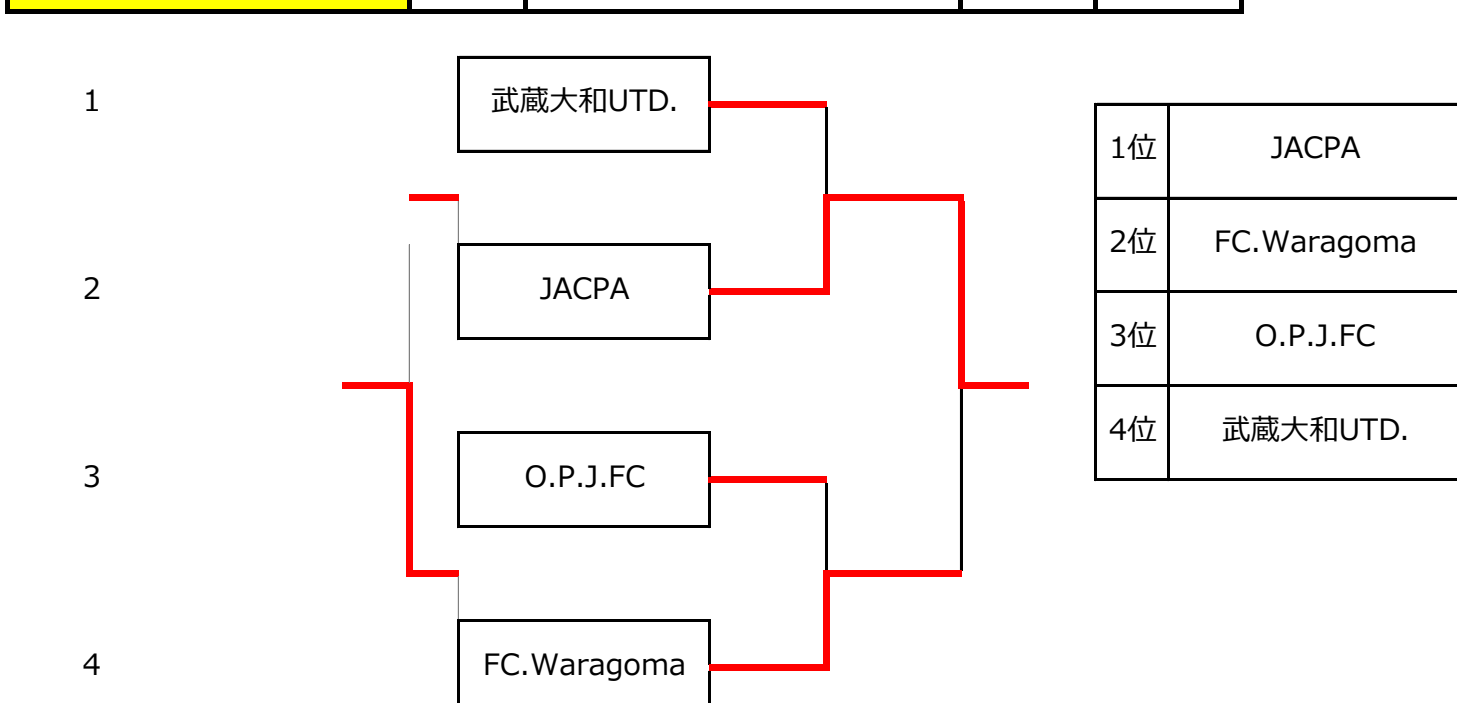 1
武蔵大和UTD.
2
JACPA
3
O.P.J.FC
4
FC.Waragoma
1位 JACPA
2位 FC.Waragoma
3位 O.P.J.FC
4位 武蔵大和UTD.